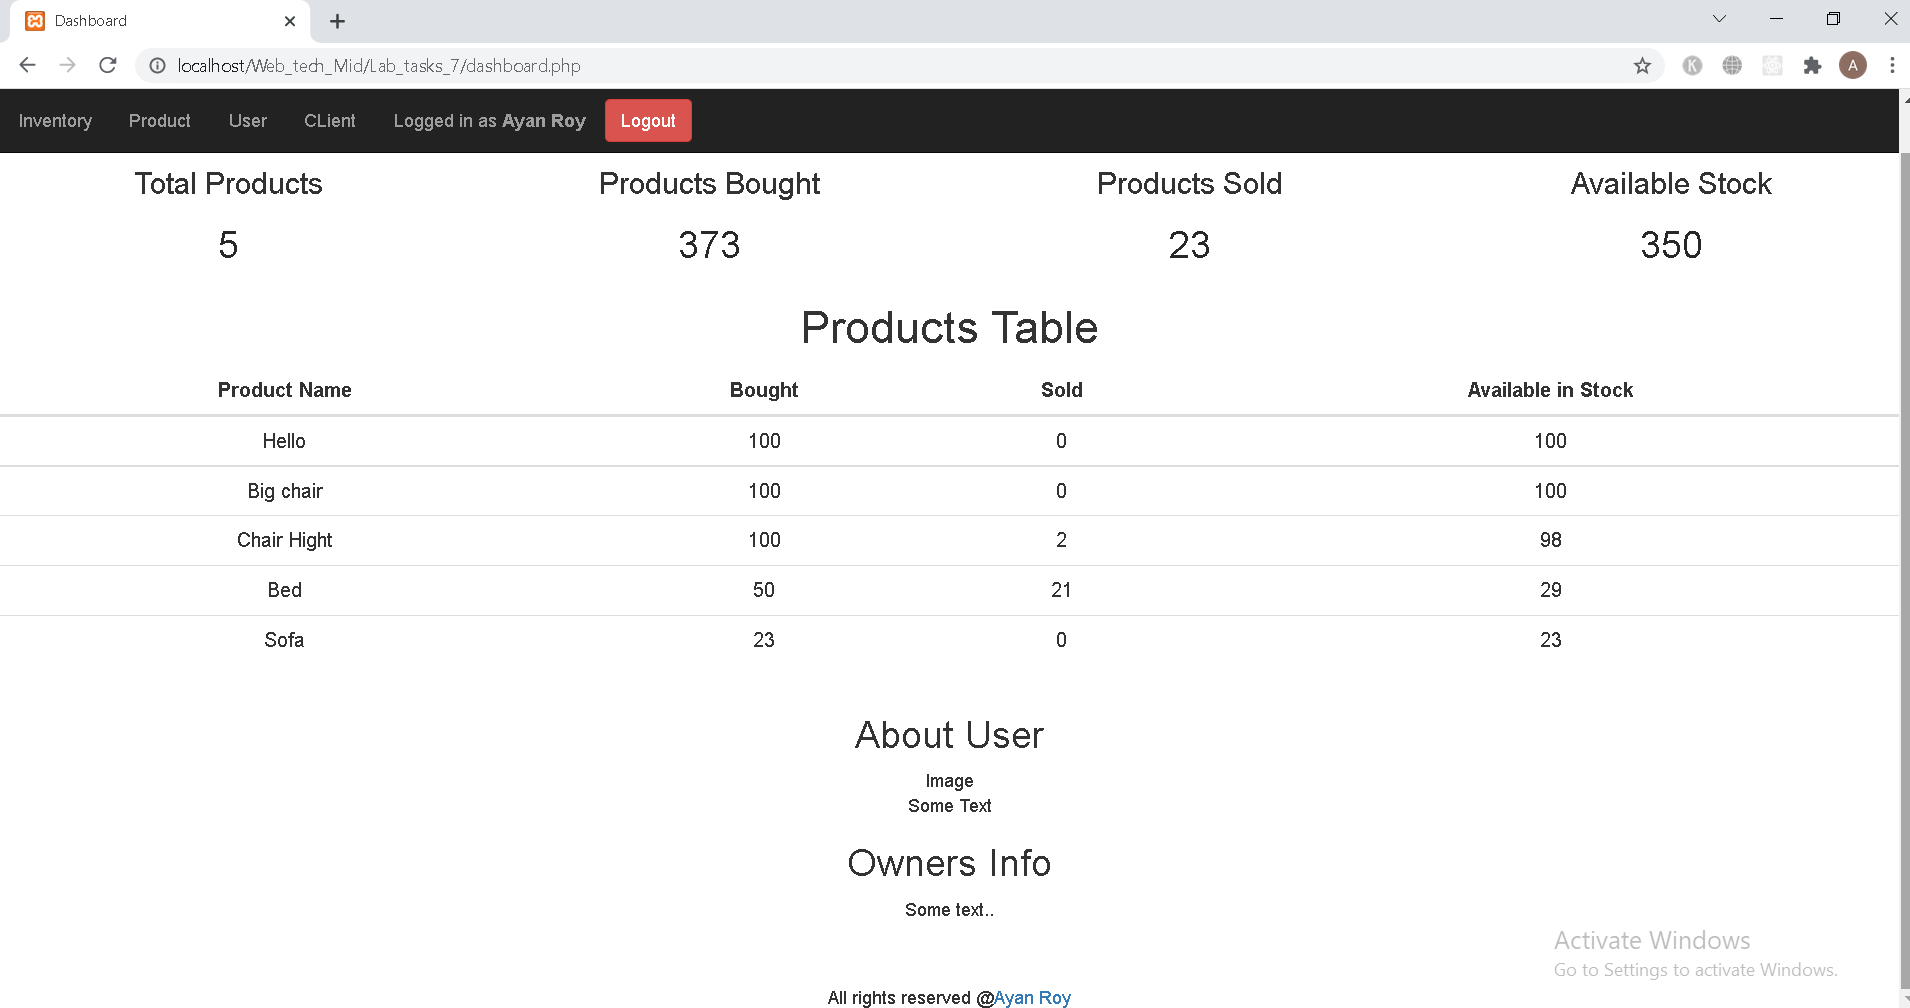 Dashboard
localhost/Web_tech_Mid/Lab_tasks_7/dashboard.php
K
A
Inventory Product User CLient Logged in as Ayan Roy Logout
Total Products Products Bought Products Sold Available Stock
5 373 23 350
Products Table
Product Name Bought Sold Available in Stock
Hello 100 0 100
Big chair 100 0 100
Chair Hight 100 2 98
Bed 50 21 29
Sofa 23 0 23
About User
Image
Some Text
Owners Info
Some text..
Activate Windows
Go to Settings to activate Windows.
All rights reserved @Ayan Roy